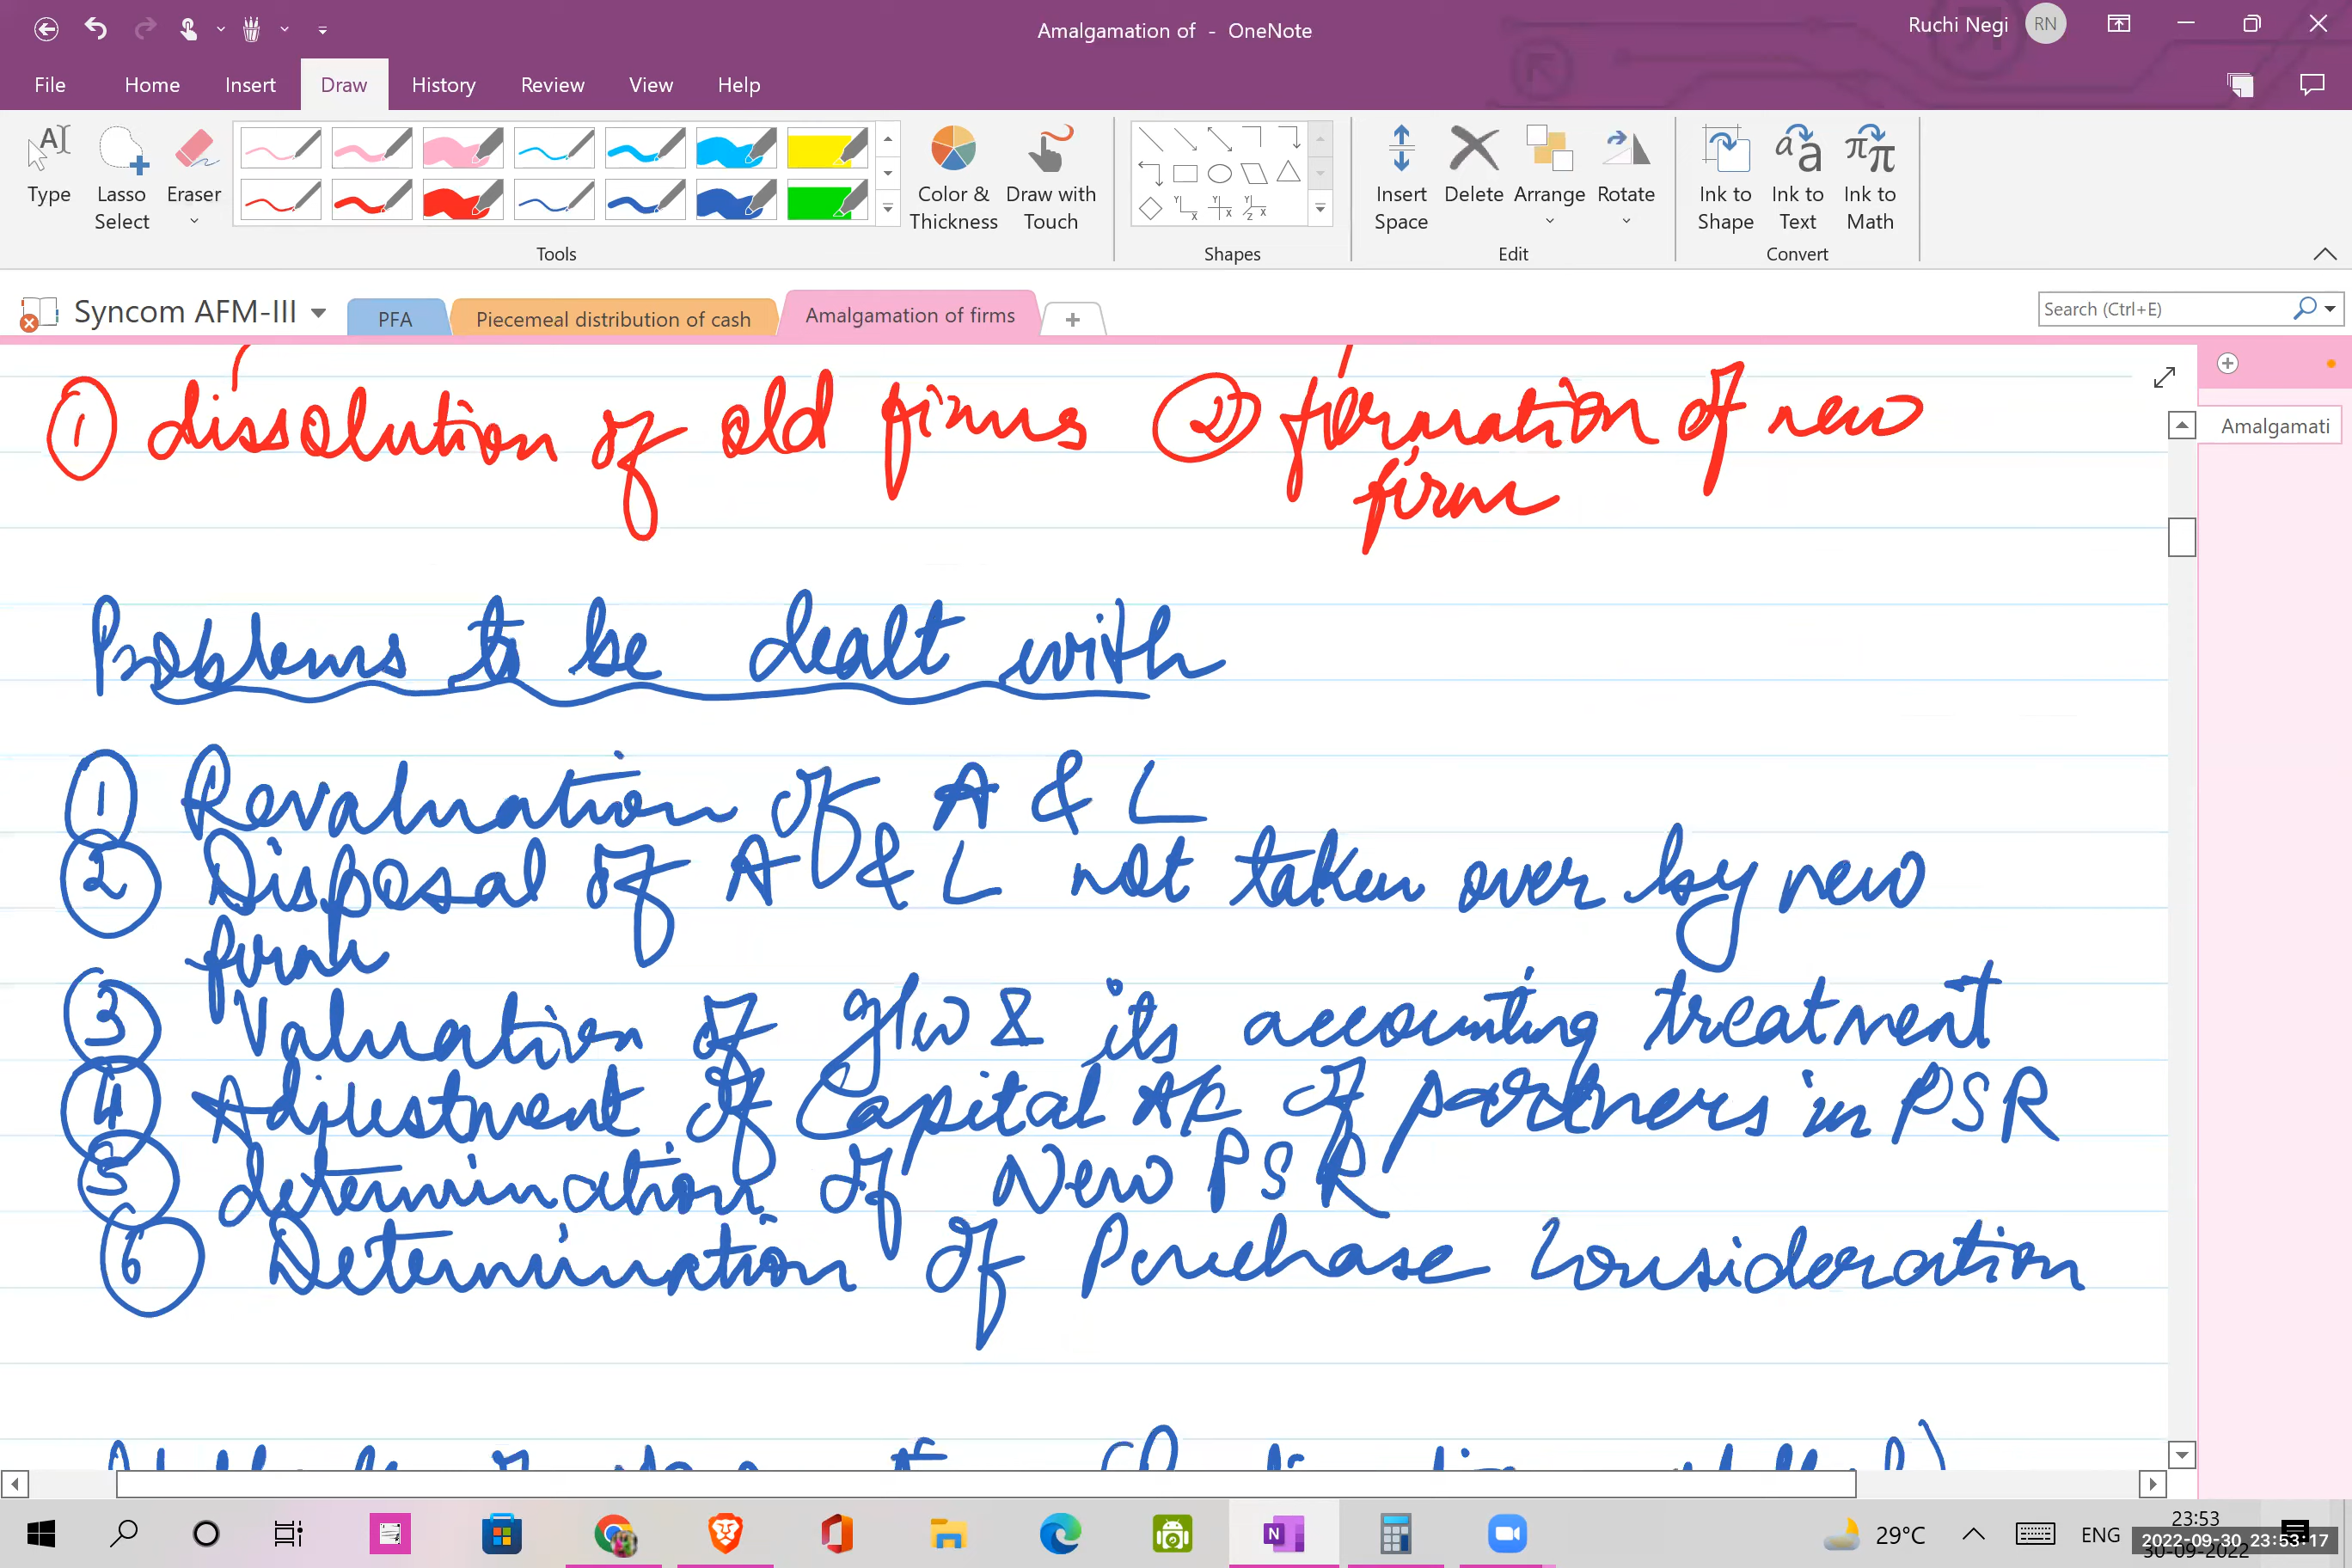 Amalgamation of - OneNote
Ruchi Negi RN
File Home Insert Draw History Review View Help
Type Lasso Select Eraser Color & Thickness Draw with Touch Insert Space Delete Arrange Rotate Ink to Shape Ink to Text Ink to Math
Tools Shapes Edit Convert
Syncom AFM-III PFA Piecemeal distribution of cash Amalgamation of firms Search (Ctrl+E)
Amalgamati
① dissolution of old firms ② formation of new
firm
Problems to be dealt with
① Revaluation of A & L
② Disposal of A & L not taken over by new
firm
③ Valuation of g/w & its accounting treatment
④ Adjustment of Capital A/c of partners in PSR
⑤ determination of New PSR
⑥ Determination of Purchase Consideration
29°C ENG 23:53
30-09-2022
2022-09-30_23-53-17